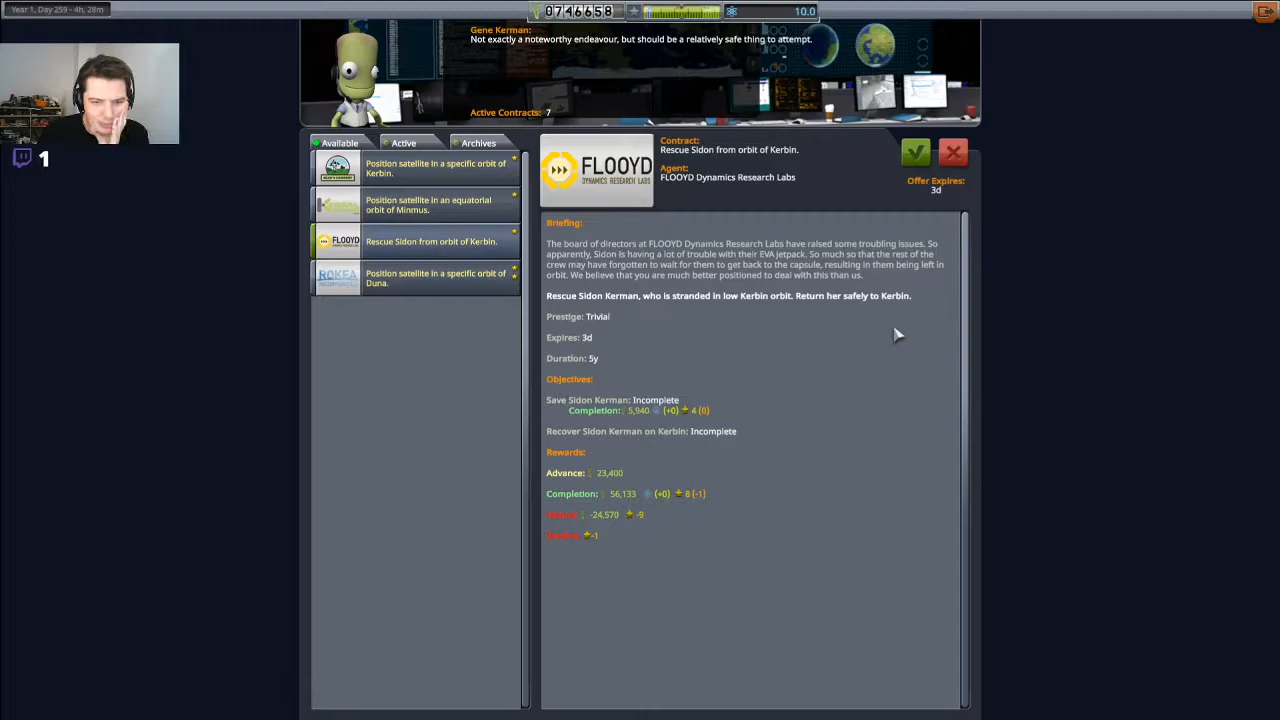 Year 1, Day 259 - 4h, 28m
0746658
10.0
Gene Kerman:
Not exactly a noteworthy endeavour, but should be a relatively safe thing to attempt.
Active Contracts: 7
1
Available
Active
Archives
Position satellite in a specific orbit of
Kerbin.
Position satellite in an equatorial
orbit of Minmus.
FLOOYD
Rescue Sidon from orbit of Kerbin.
ROKEA
Position satellite in a specific orbit of
Duna.
FLOOYD
DYNAMICS RESEARCH LABS
Contract:
Rescue Sidon from orbit of Kerbin.
Agent:
FLOOYD Dynamics Research Labs
Offer Expires:
3d
Briefing:
The board of directors at FLOOYD Dynamics Research Labs have raised some troubling issues. So
apparently, Sidon is having a lot of trouble with their EVA jetpack. So much so that the rest of the
crew may have forgotten to wait for them to get back to the capsule, resulting in them being left in
orbit. We believe that you are much better positioned to deal with this than us.
Rescue Sidon Kerman, who is stranded in low Kerbin orbit. Return her safely to Kerbin.
Prestige: Trivial
Expires: 3d
Duration: 5y
Objectives:
Save Sidon Kerman: Incomplete
Completion: 5,940 (+0) 4 (0)
Recover Sidon Kerman on Kerbin: Incomplete
Rewards:
Advance: 23,400
Completion: 56,133 (+0) 8 (-1)
-24,570 -9
-1